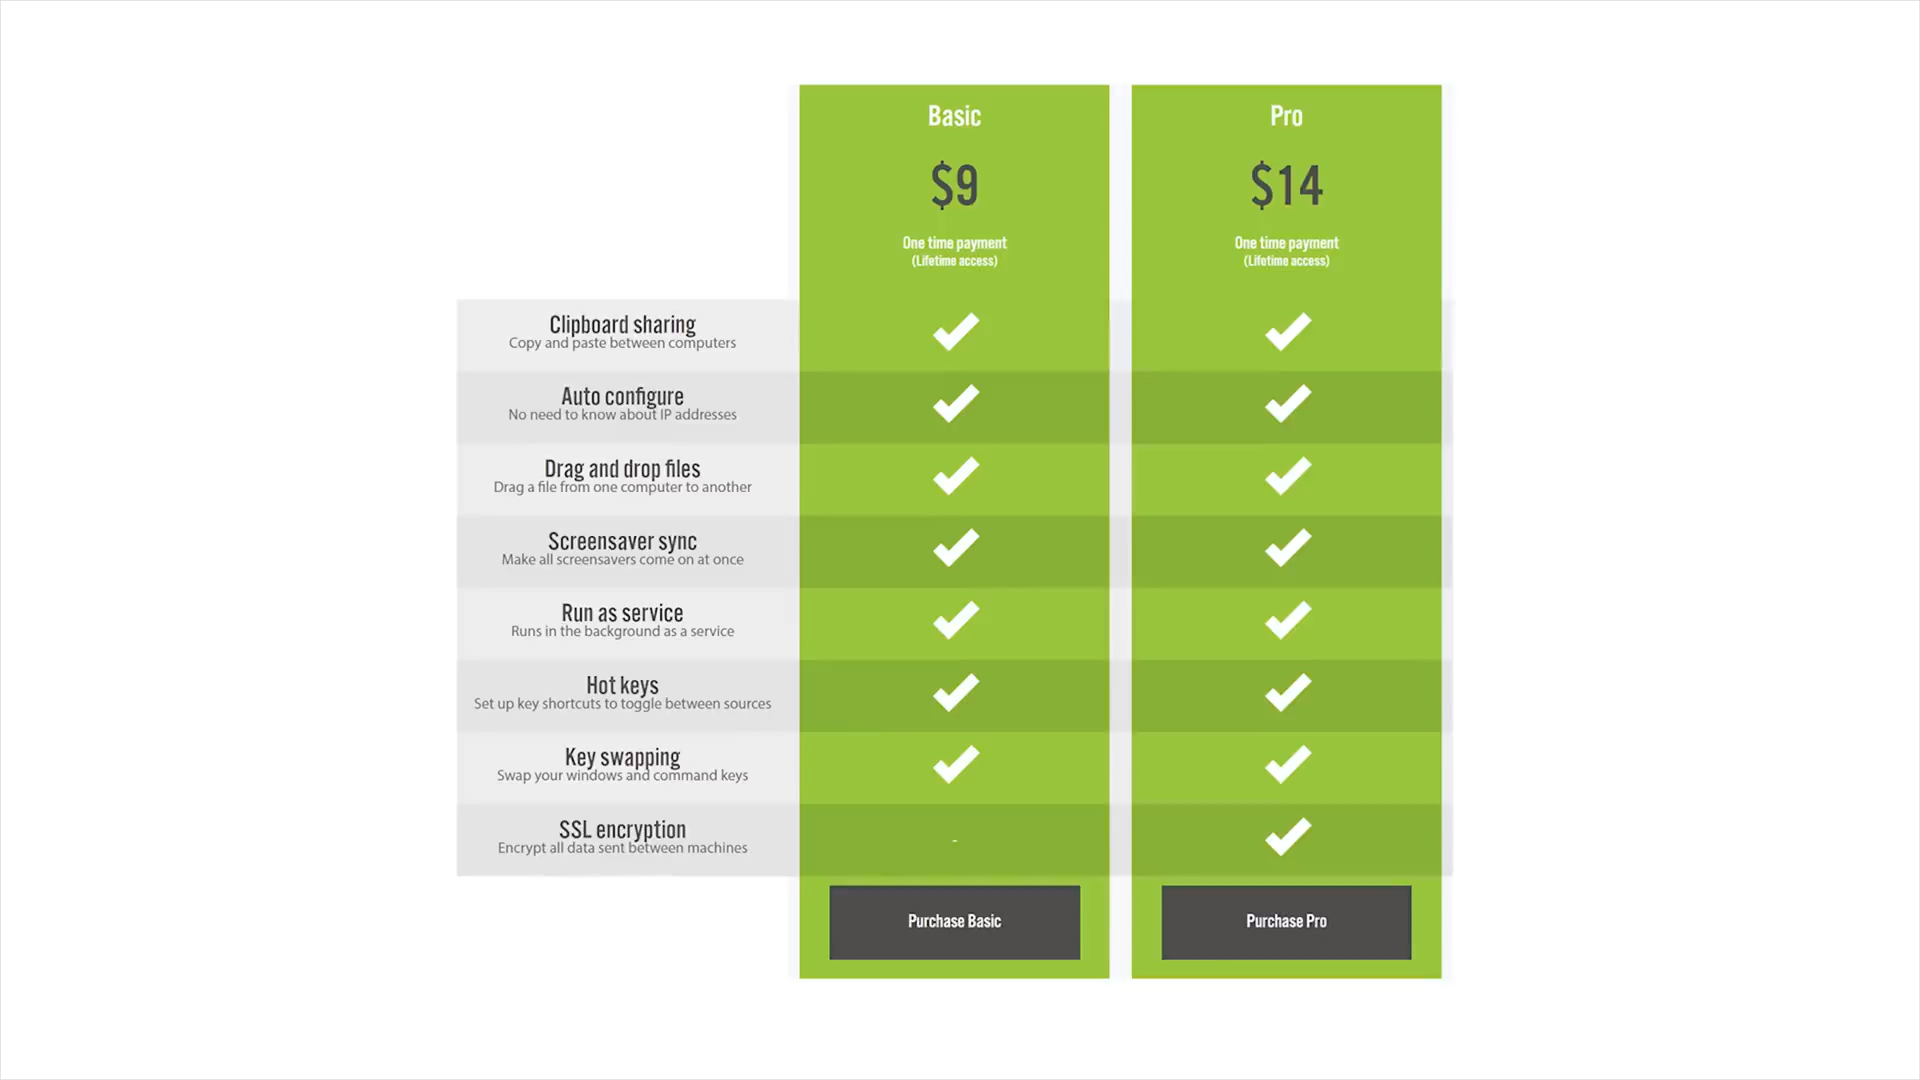 Basic
Pro
$9
$14
One time payment
(Lifetime access)
One time payment
(Lifetime access)
Clipboard sharing
Copy and paste between computers
Auto configure
No need to know about IP addresses
Drag and drop files
Drag a file from one computer to another
Screensaver sync
Make all screensavers come on at once
Run as service
Runs in the background as a service
Hot keys
Set up key shortcuts to toggle between sources
Key swapping
Swap your windows and command keys
SSL encryption
Encrypt all data sent between machines
-
Purchase Basic
Purchase Pro